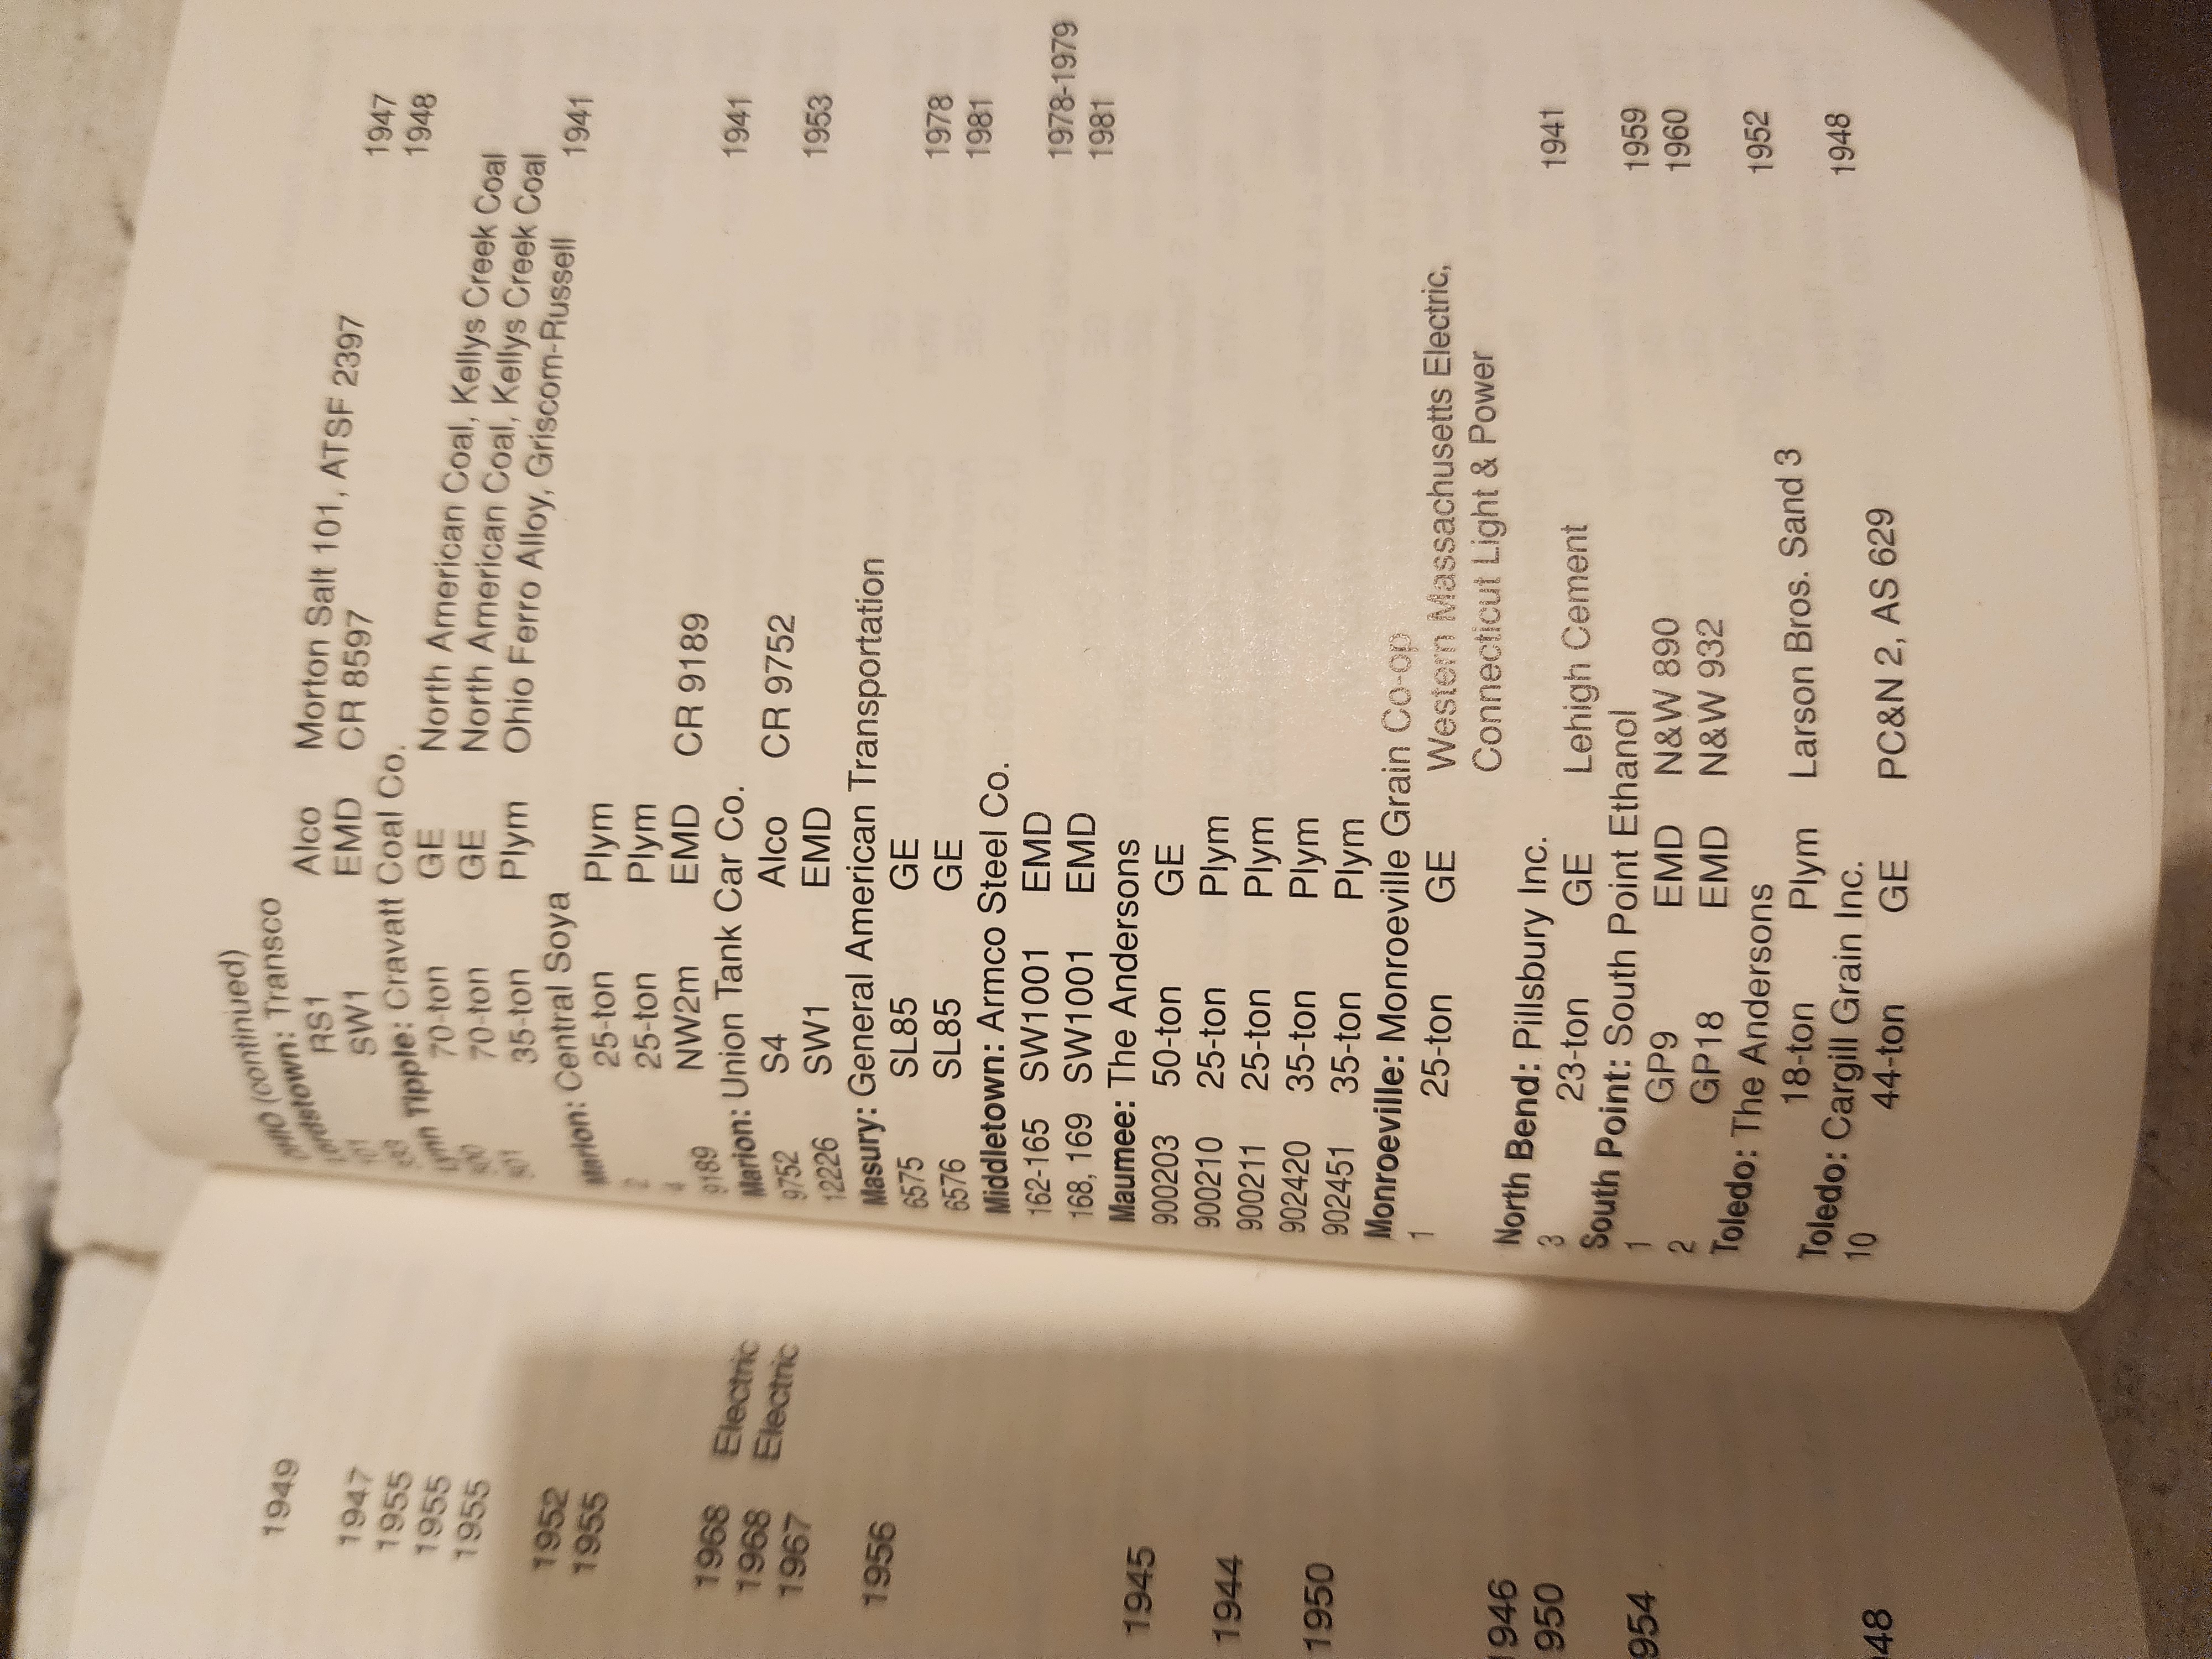 1949
1947
1955
1955
1955
1952
1955
1968 Electric
1968 Electric
1967
1956
1945
1944
1950
946
950
954
48
OHIO (continued)
Lordstown: Transco
101 RS1 Alco Morton Salt 101, ATSF 2397 1947
SW1 EMD CR 8597 1948
Lynn Tipple: Cravatt Coal Co.
70-ton GE North American Coal, Kellys Creek Coal
70-ton GE North American Coal, Kellys Creek Coal
35-ton Plym Ohio Ferro Alloy, Griscom-Russell 1941
Marion: Central Soya
2 25-ton Plym
4 25-ton Plym
9189 NW2m EMD CR 9189 1941
Marion: Union Tank Car Co.
9752 S4 Alco CR 9752 1953
12226 SW1 EMD
Masury: General American Transportation
6575 SL85 GE 1978
6576 SL85 GE 1981
Middletown: Armco Steel Co.
162-165 SW1001 EMD 1978-1979
168, 169 SW1001 EMD 1981
Maumee: The Andersons
900203 50-ton GE
900210 25-ton Plym
900211 25-ton Plym
902420 35-ton Plym
902451 35-ton Plym
Monroeville: Monroeville Grain Co-op
1 25-ton GE Western Massachusetts Electric,
Connecticut Light & Power
North Bend: Pillsbury Inc.
3 23-ton GE Lehigh Cement 1941
South Point: South Point Ethanol
1 GP9 EMD N&W 890 1959
2 GP18 EMD N&W 932 1960
Toledo: The Andersons
18-ton Plym Larson Bros. Sand 3 1952
Toledo: Cargill Grain Inc.
10 44-ton GE PC&N 2, AS 629 1948